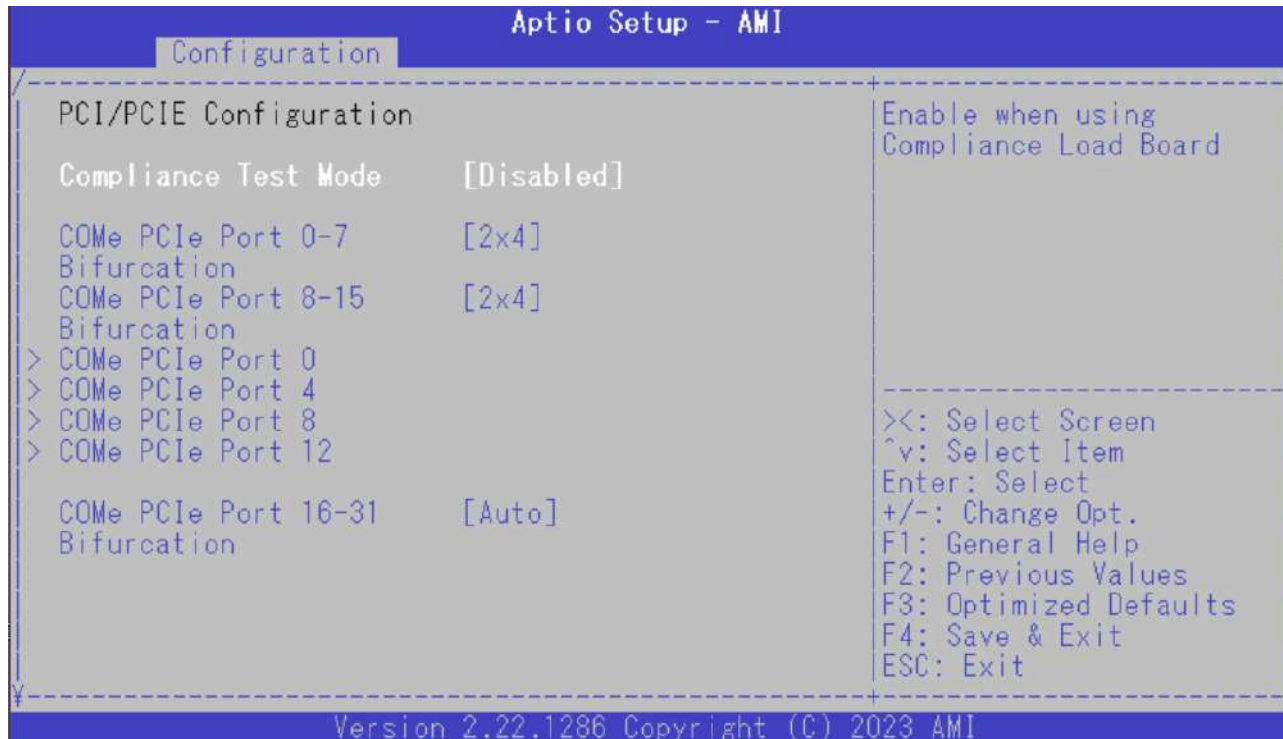 Aptio Setup - AMI
Configuration
PCI/PCIE Configuration
Compliance Test Mode [Disabled]
COMe PCIe Port 0-7 [2x4]
Bifurcation
COMe PCIe Port 8-15 [2x4]
Bifurcation
> COMe PCIe Port 0
> COMe PCIe Port 4
> COMe PCIe Port 8
> COMe PCIe Port 12
COMe PCIe Port 16-31 [Auto]
Bifurcation
Enable when using
Compliance Load Board
><: Select Screen
^v: Select Item
Enter: Select
+/-: Change Opt.
F1: General Help
F2: Previous Values
F3: Optimized Defaults
F4: Save & Exit
ESC: Exit
Version 2.22.1286 Copyright (C) 2023 AMI